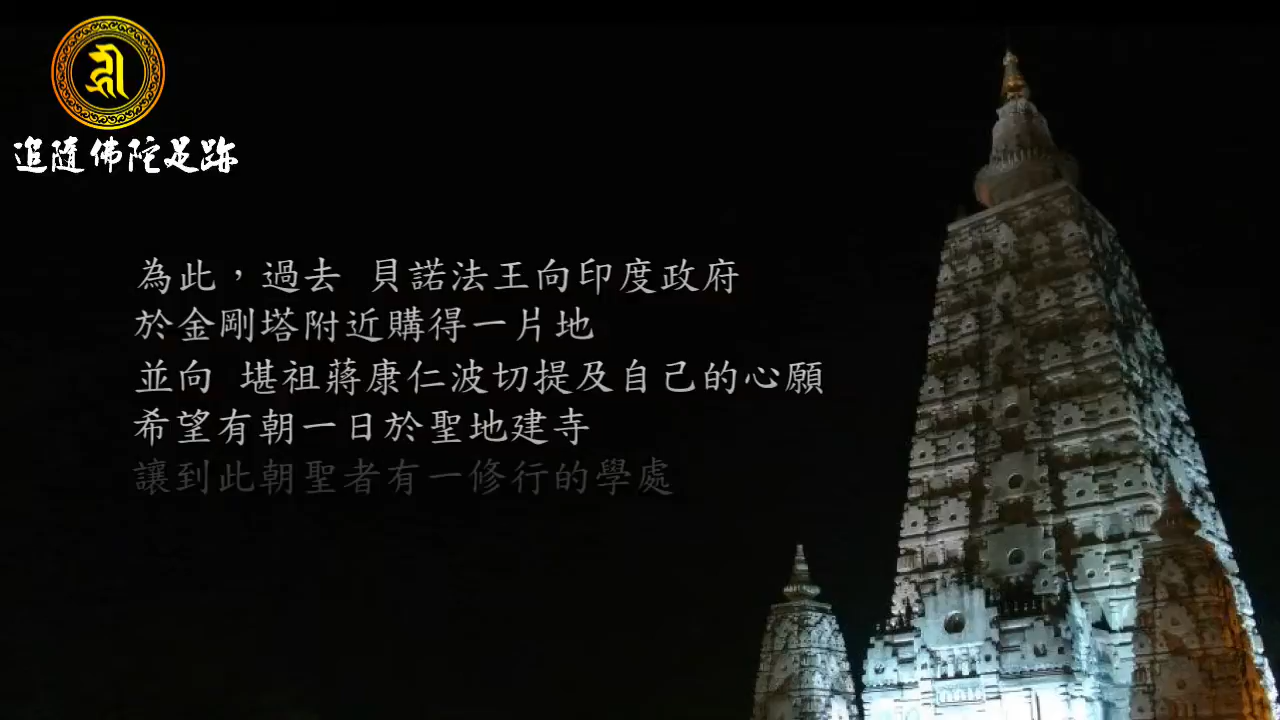 追隨佛陀足跡
為此，過去 貝諾法王向印度政府
於金剛塔附近購得一片地
並向 堪祖蔣康仁波切提及自己的心願
希望有朝一日於聖地建寺
讓到此朝聖者有一修行的學處